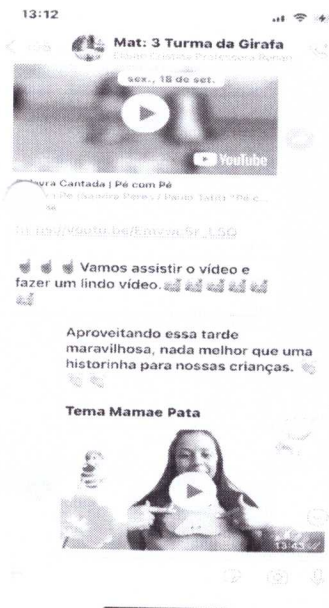 13:12
Mat: 3 Turma da Girafa
sex., 18 de set.
YouTube
Cantada | Pé com Pé
Vamos assistir o vídeo e
fazer um lindo vídeo.
Aproveitando essa tarde
maravilhosa, nada melhor que uma
historinha para nossas crianças.
Tema Mamae Pata
13:43